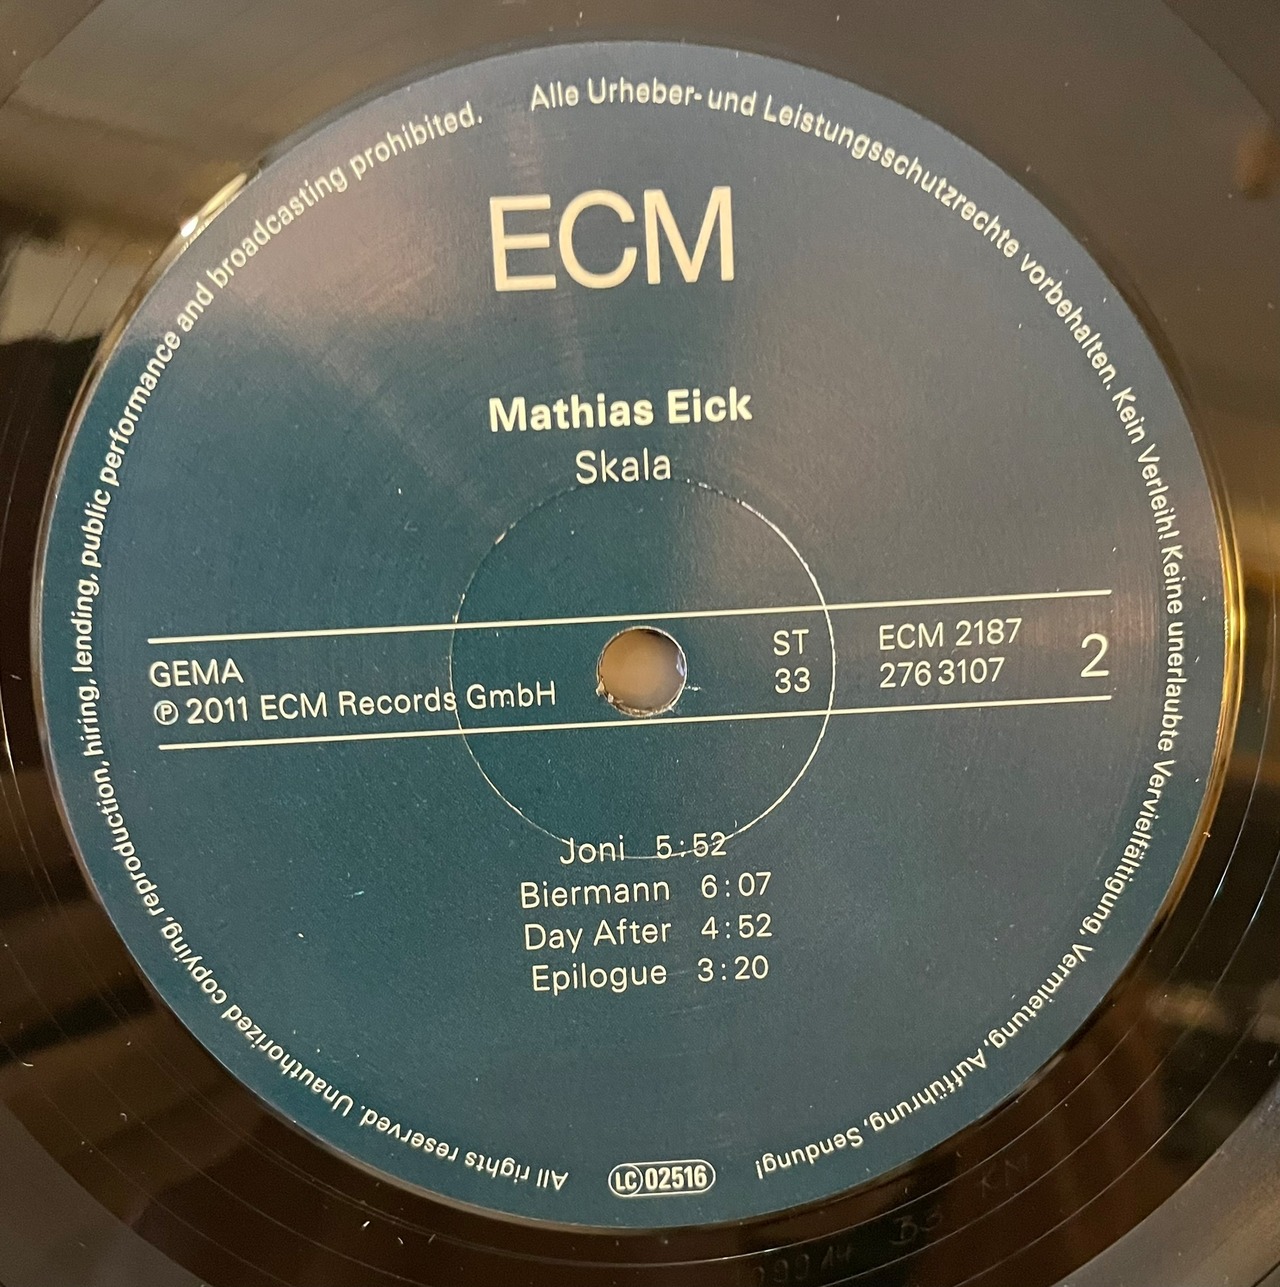 Alle Urheber- und Leistungsschutzrechte vorbehalten. Kein Verleih! Keine unerlaubte Vervielfältigung, Vermietung, Aufführung, Sendung!
ECM
Mathias Eick
Skala
GEMA
℗ 2011 ECM Records GmbH
ST
33
ECM 2187
276 3107
2
Joni 5:52
Biermann 6:07
Day After 4:52
Epilogue 3:20
LC 02516
All rights reserved. Unauthorized copying, reproduction, hiring, lending, public performance and broadcasting prohibited.